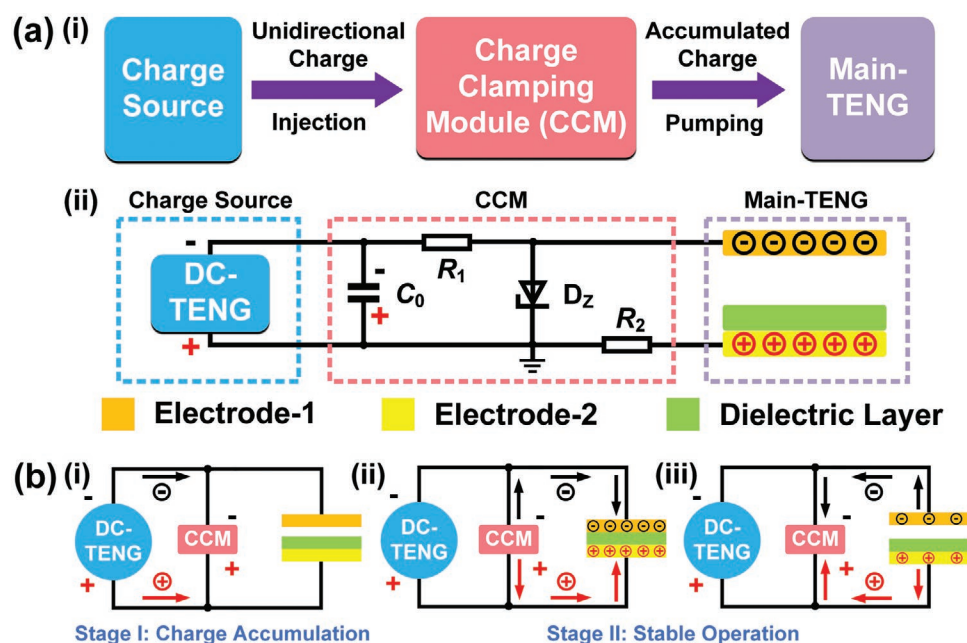 (a) (i)
Charge
Source
Unidirectional
Charge
Injection
Charge
Clamping
Module (CCM)
Accumulated
Charge
Pumping
Main-
TENG
(ii)
Charge Source
CCM
Main-TENG
-
DC-
TENG
+
-
C0
+
R1
DZ
R2
- - - - -
+ + + + +
Electrode-1
Electrode-2
Dielectric Layer
(b) (i)
-
DC-
TENG
+
-
-
CCM
+
+
Stage I: Charge Accumulation
(ii)
-
DC-
TENG
+
-
-
CCM
+
+
- - - - -
+ + + + +
(iii)
-
DC-
TENG
+
-
-
CCM
+
+
- - -
+ + +
Stage II: Stable Operation